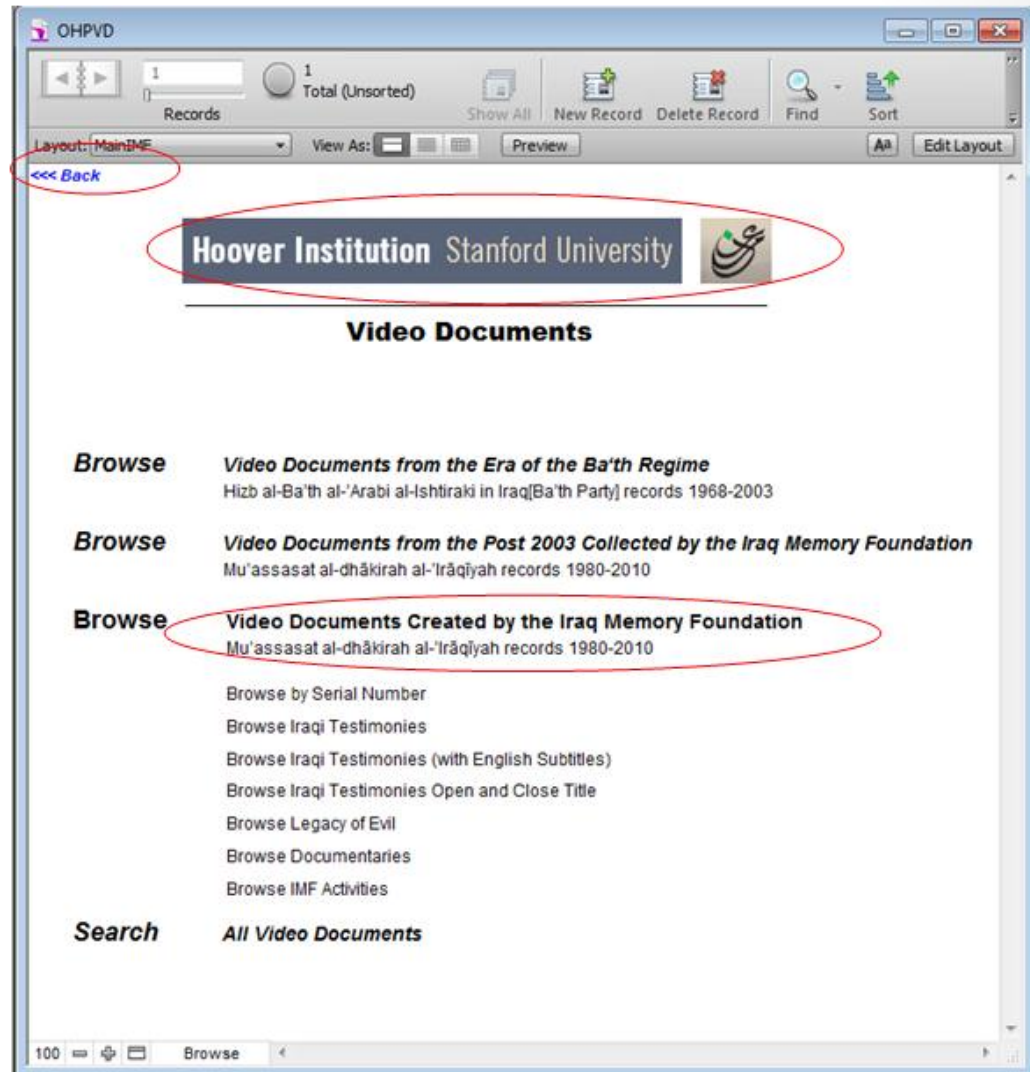 OHPVD
1
1
Total (Unsorted)
Records
Show All
New Record
Delete Record
Find
Sort
Layout: MainIMF
View As:
Preview
Aa
Edit Layout
<<< Back
Hoover Institution Stanford University
Video Documents
Browse Video Documents from the Era of the Ba'th Regime
Hizb al-Ba'th al-'Arabi al-Ishtiraki in Iraq[Ba'th Party] records 1968-2003
Browse Video Documents from the Post 2003 Collected by the Iraq Memory Foundation
Mu'assasat al-dhākirah al-'Irāqīyah records 1980-2010
Browse Video Documents Created by the Iraq Memory Foundation
Mu'assasat al-dhākirah al-'Irāqīyah records 1980-2010
Browse by Serial Number
Browse Iraqi Testimonies
Browse Iraqi Testimonies (with English Subtitles)
Browse Iraqi Testimonies Open and Close Title
Browse Legacy of Evil
Browse Documentaries
Browse IMF Activities
Search All Video Documents
100
Browse